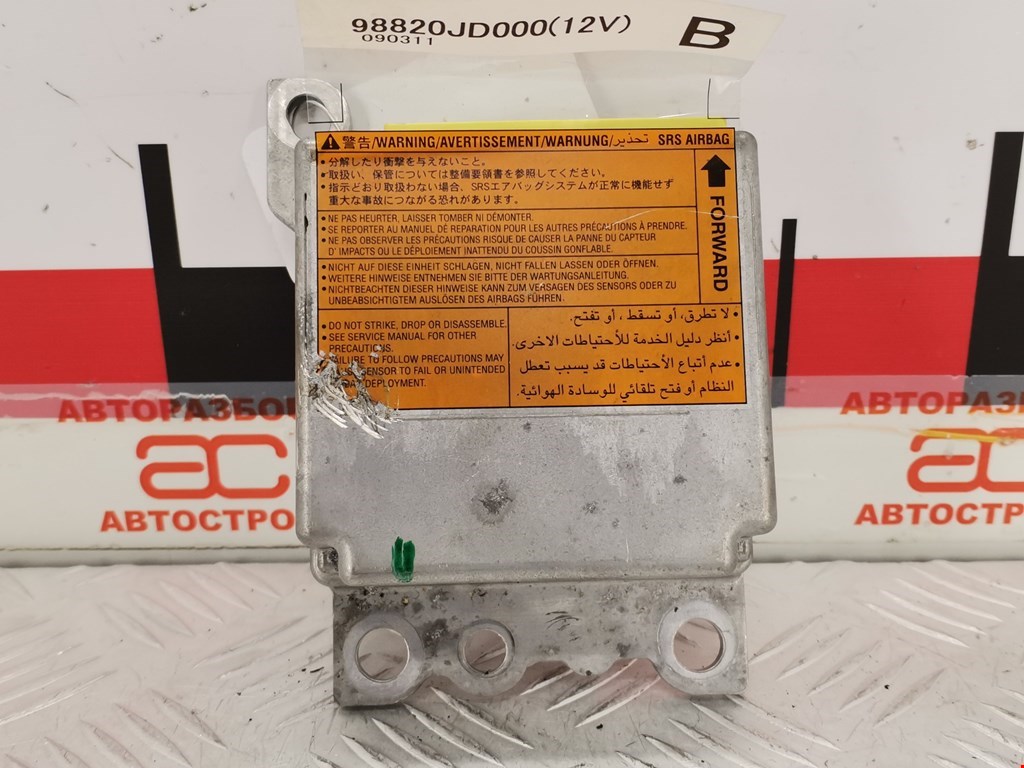 98820JD000(12V)
090311
B
警告/WARNING/AVERTISSEMENT/WARNUNG/تحذير SRS AIRBAG
• 分解したり衝撃を与えないこと。
• 取扱い、保管については整備要領書を参照してください。
• 指示どおり取扱わない場合、SRSエアバッグシステムが正常に機能せず
重大な事故につながる恐れがあります。
FORWARD
• NE PAS HEURTER, LAISSER TOMBER NI DÉMONTER.
• SE REPORTER AU MANUEL DE RÉPARATION POUR LES AUTRES PRÉCAUTIONS À PRENDRE.
• NE PAS OBSERVER LES PRÉCAUTIONS RISQUE DE CAUSER LA PANNE DU CAPTEUR
D' IMPACTS OU LE DÉPLOIEMENT INATTENDU DU COUSSIN GONFLABLE.
• NICHT AUF DIESE EINHEIT SCHLAGEN, NICHT FALLEN LASSEN ODER ÖFFNEN.
• WEITERE HINWEISE ENTNEHMEN SIE BITTE DER WARTUNGSANLEITUNG.
• NICHTBEACHTEN DIESER HINWEISE KANN ZUM VERSAGEN DES SENSORS ODER ZU
UNBEABSICHTIGTEM AUSLÖSEN DES AIRBAGS FÜHREN.
• DO NOT STRIKE, DROP OR DISASSEMBLE.
• SEE SERVICE MANUAL FOR OTHER
PRECAUTIONS.
FAILURE TO FOLLOW PRECAUTIONS MAY
SENSOR TO FAIL OR UNINTENDED
DEPLOYMENT.
• لا تطرق، أو تسقط، أو تفتح.
• أنظر دليل الخدمة للأحتياطات الاخرى.
• عدم أتباع الأحتياطات قد يسبب تعطل
النظام أو فتح تلقائي للوسادة الهوائية.
АВТОРАЗБО
АВТОРАЗБО
ac
ac
АВТОСТРО
АВТОСТРО